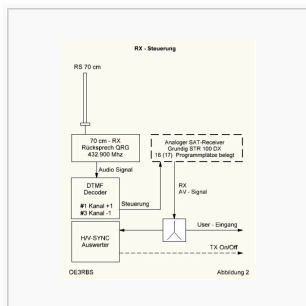 RX - Steuerung
RS 70 cm
70 cm - RX
Rücksprech QRG
432.900 Mhz
Analoger SAT-Receiver
Grundig STR 100 DX
16 (17) Programmplätze belegt
Audio Signal
DTMF
Decoder
#1 Kanal +1
#3 Kanal -1
Steuerung
RX
AV - Signal
User - Eingang
H/V-SYNC
Auswerter
TX On/Off
OE3RBS
Abbildung 2